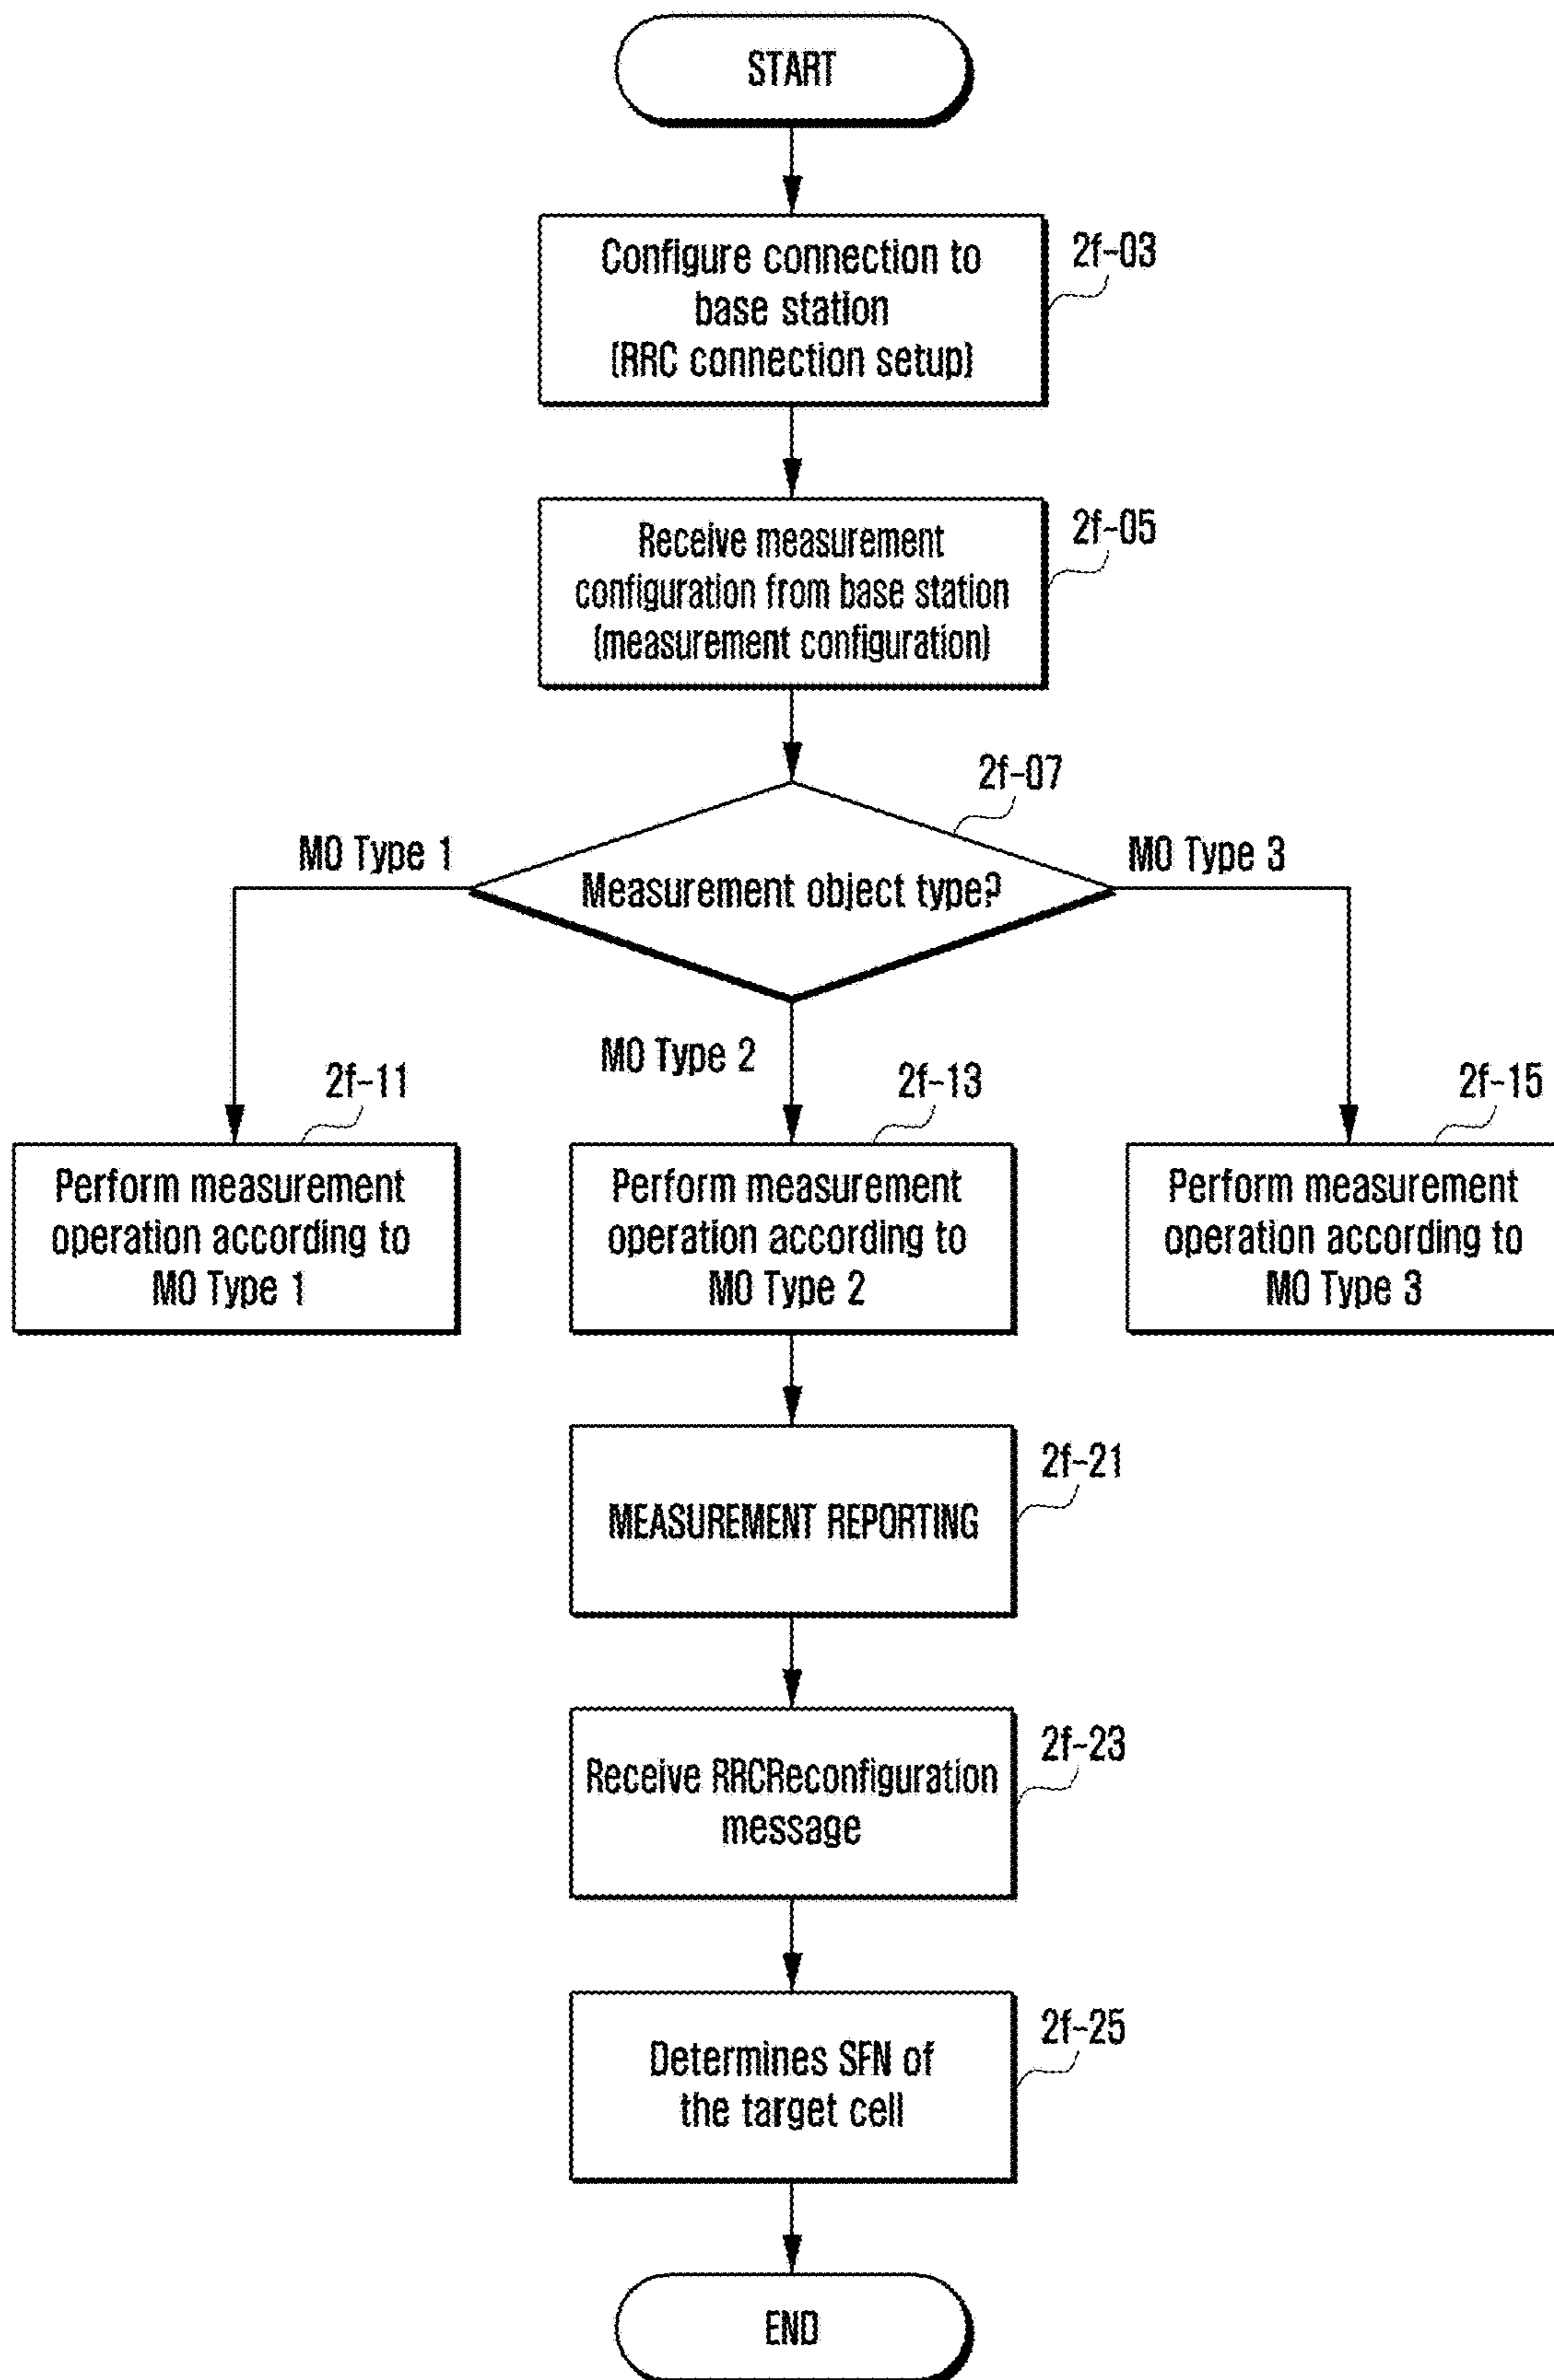 START
Configure connection to
base station
(RRC connection setup)
2f-03
Receive measurement
configuration from base station
(measurement configuration)
2f-05
2f-07
MO Type 1
Measurement object type?
MO Type 3
MO Type 2
2f-11
2f-13
2f-15
Perform measurement
operation according to
MO Type 1
Perform measurement
operation according to
MO Type 2
Perform measurement
operation according to
MO Type 3
MEASUREMENT REPORTING
2f-21
Receive RRCReconfiguration
message
2f-23
Determines SFN of
the target cell
2f-25
END